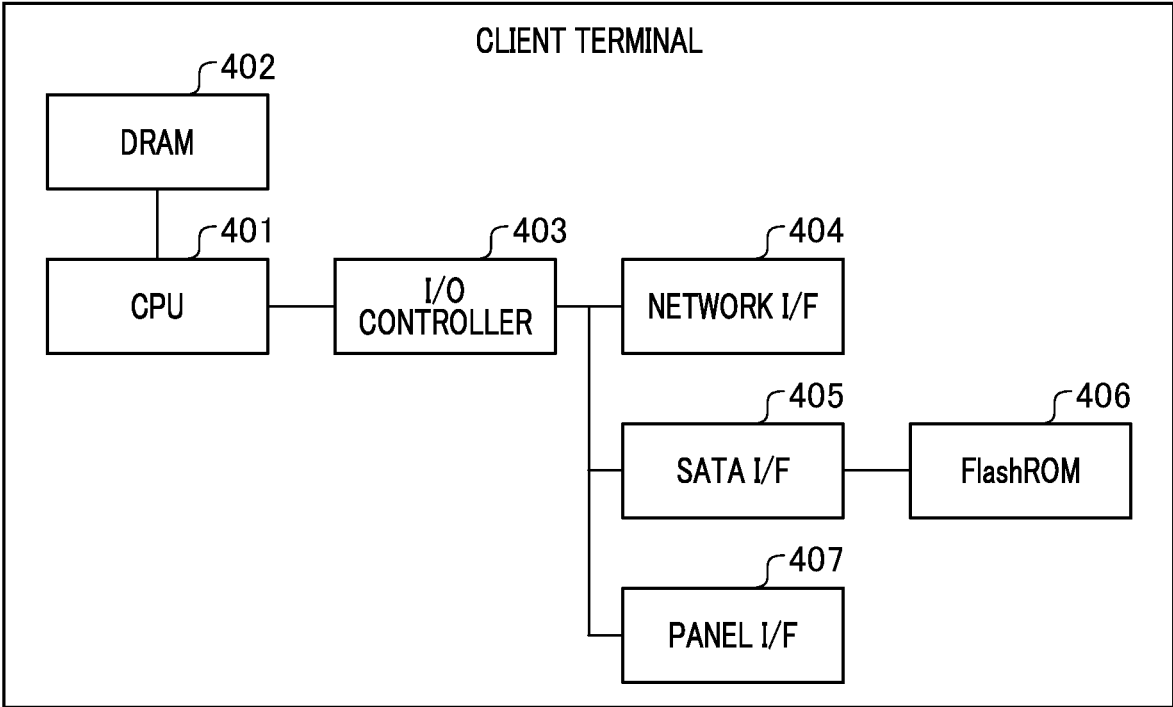 CLIENT TERMINAL
402
DRAM
401
CPU
403
I/O
CONTROLLER
404
NETWORK I/F
405
SATA I/F
406
FlashROM
407
PANEL I/F